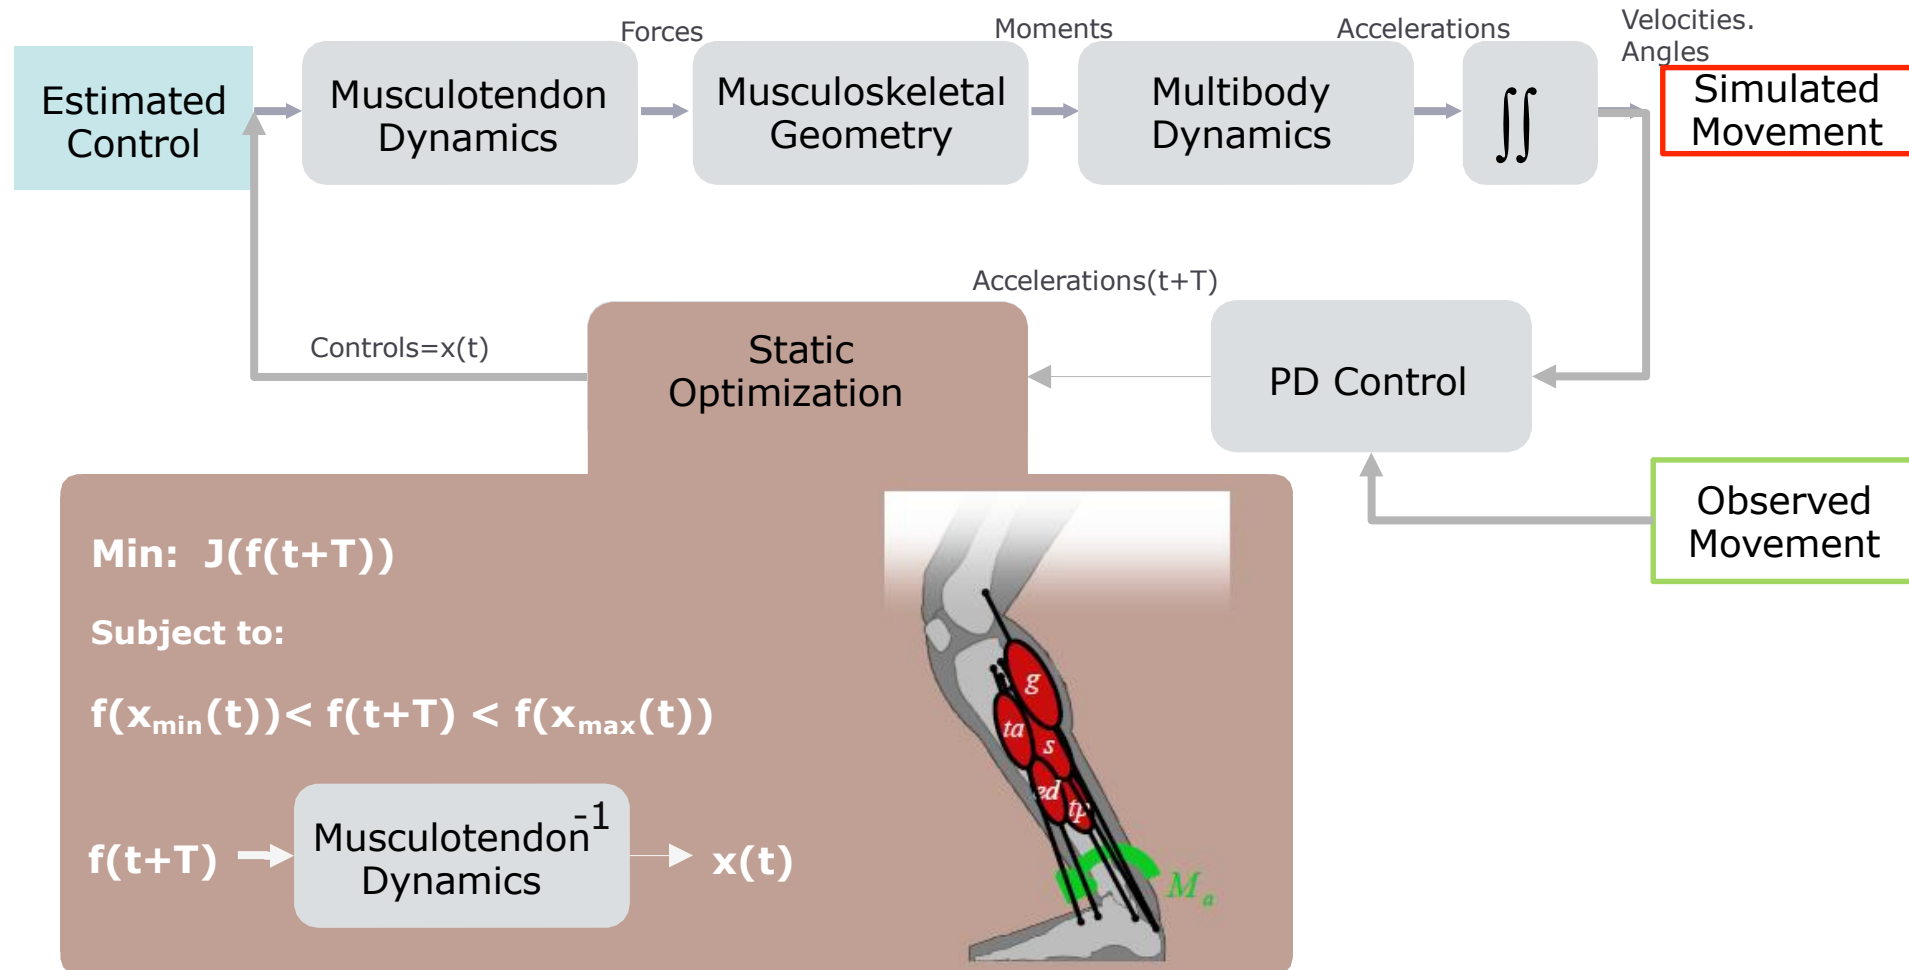 Forces
Moments
Accelerations
Velocities.
Angles
Estimated
Control
Musculotendon
Dynamics
Musculoskeletal
Geometry
Multibody
Dynamics
∬
Simulated
Movement
Accelerations(t+T)
Controls=x(t)
Static
Optimization
PD Control
Observed
Movement
Min: J(f(t+T))
Subject to:
f(xmin(t))< f(t+T) < f(xmax(t))
f(t+T)
Musculotendon-1
Dynamics
x(t)
g
ta
s
ed
tp
Ma